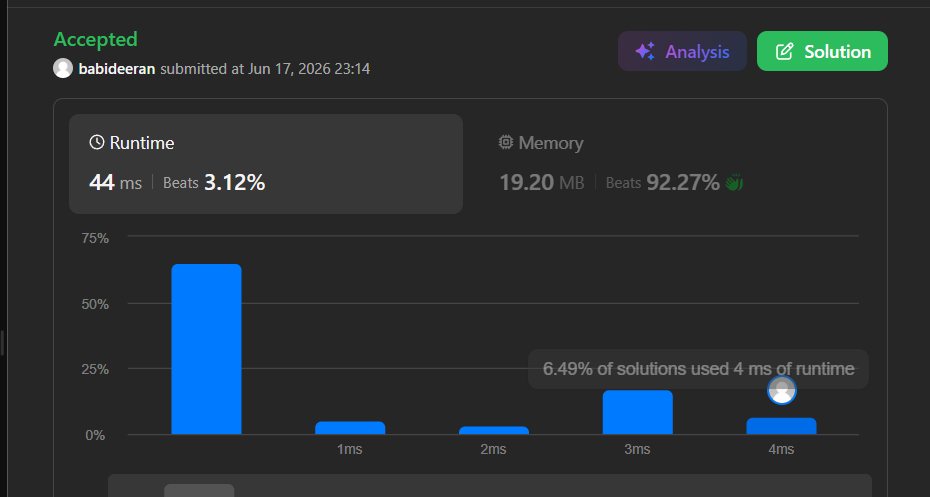 Accepted
babideeran submitted at Jun 17, 2026 23:14
Analysis
Solution
Runtime
44 ms | Beats 3.12%
Memory
19.20 MB | Beats 92.27%
75%
50%
25%
0%
6.49% of solutions used 4 ms of runtime
1ms
2ms
3ms
4ms